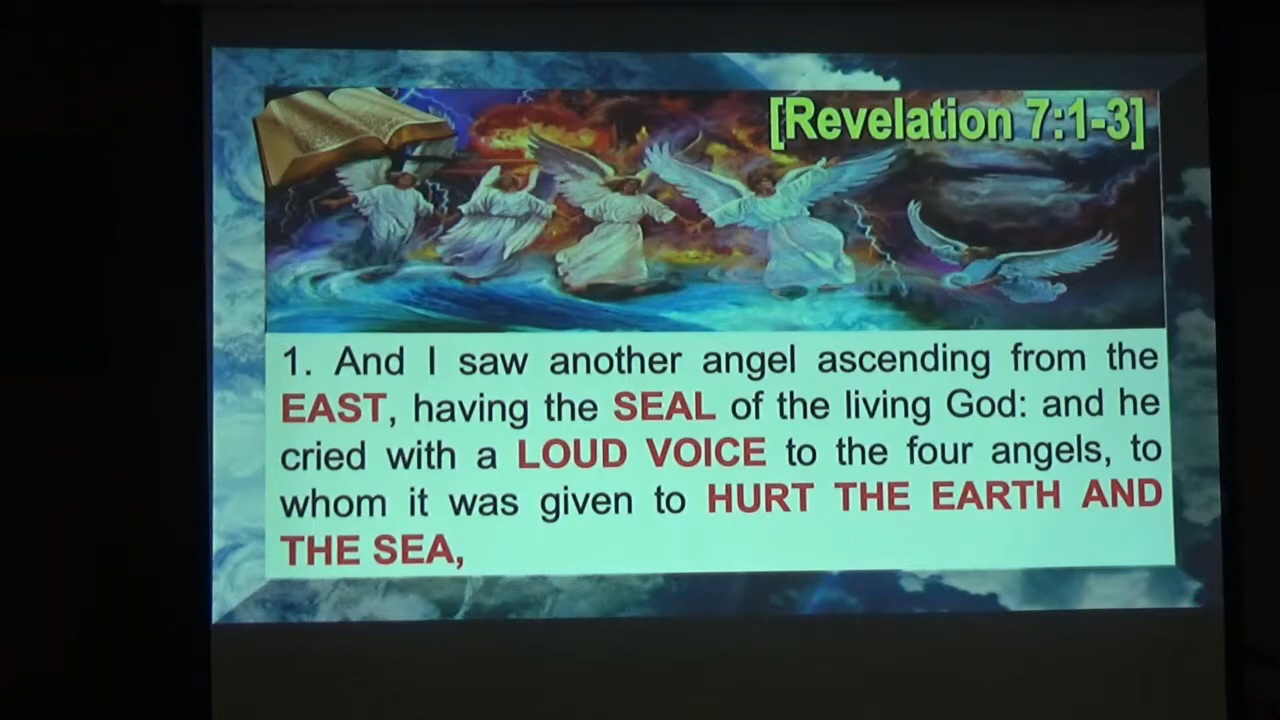 [Revelation 7:1-3]
1. And I saw another angel ascending from the
EAST, having the SEAL of the living God: and he
cried with a LOUD VOICE to the four angels, to
whom it was given to HURT THE EARTH AND
THE SEA,